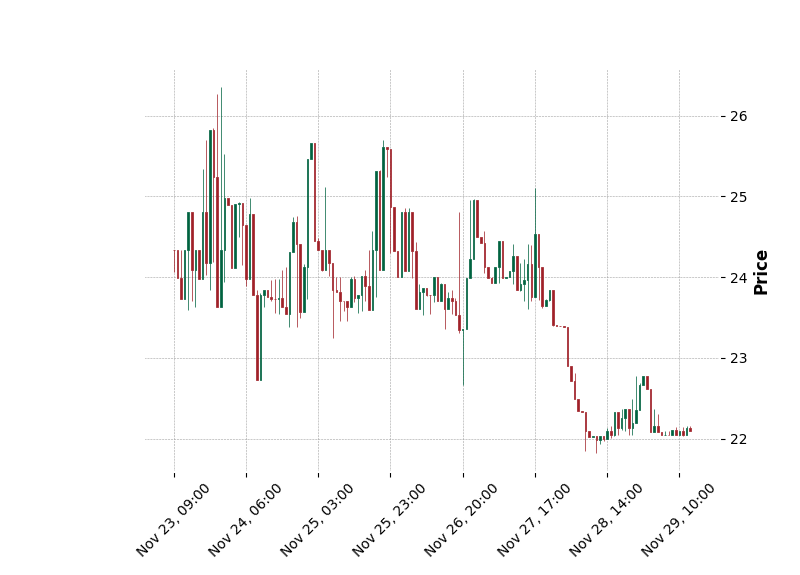 26
25
24
23
22
Price
Nov 23, 09:00
Nov 24, 06:00
Nov 25, 03:00
Nov 25, 23:00
Nov 26, 20:00
Nov 27, 17:00
Nov 28, 14:00
Nov 29, 10:00